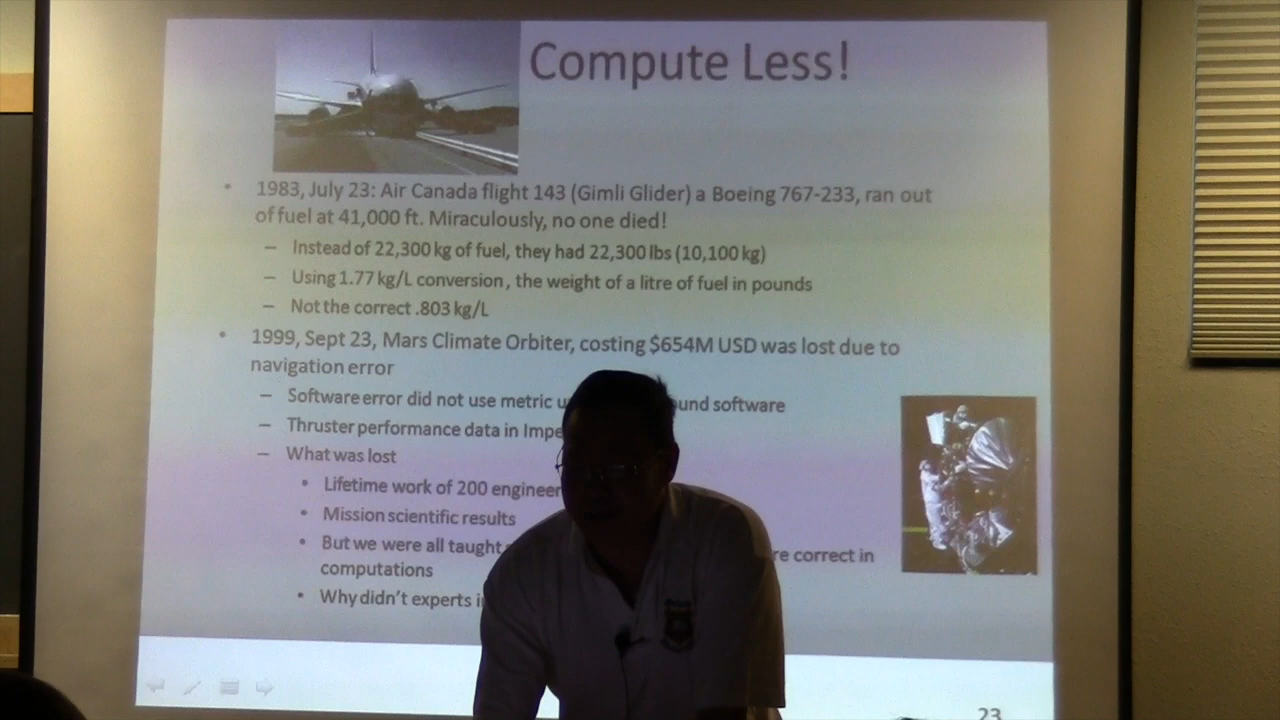 Compute Less!
• 1983, July 23: Air Canada flight 143 (Gimli Glider) a Boeing 767-233, ran out
of fuel at 41,000 ft. Miraculously, no one died!
– Instead of 22,300 kg of fuel, they had 22,300 lbs (10,100 kg)
– Using 1.77 kg/L conversion, the weight of a litre of fuel in pounds
– Not the correct .803 kg/L
• 1999, Sept 23, Mars Climate Orbiter, costing $654M USD was lost due to
navigation error
– Software error did not use metric software
– Thruster performance data in
– What was lost
• Lifetime work of 200
• Mission scientific results
• But we were all taught correct in
computations
• Why didn't experts
23